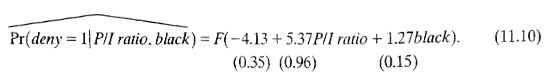 Pr(deny = 1|P/I ratio, black) = F(−4.13 + 5.37P/I ratio + 1.27black). (11.10)
(0.35) (0.96) (0.15)